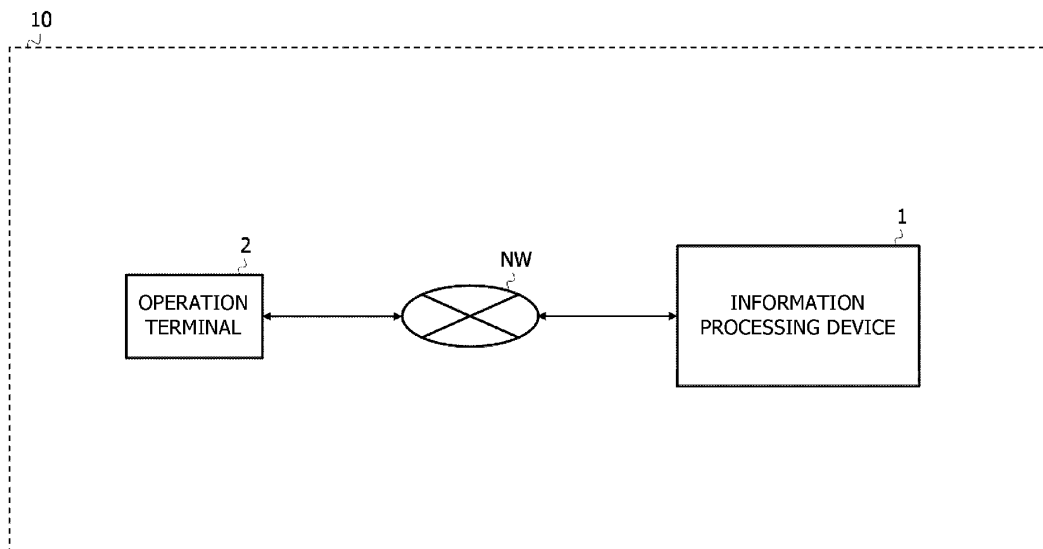 10
2
OPERATION
TERMINAL
NW
1
INFORMATION
PROCESSING DEVICE